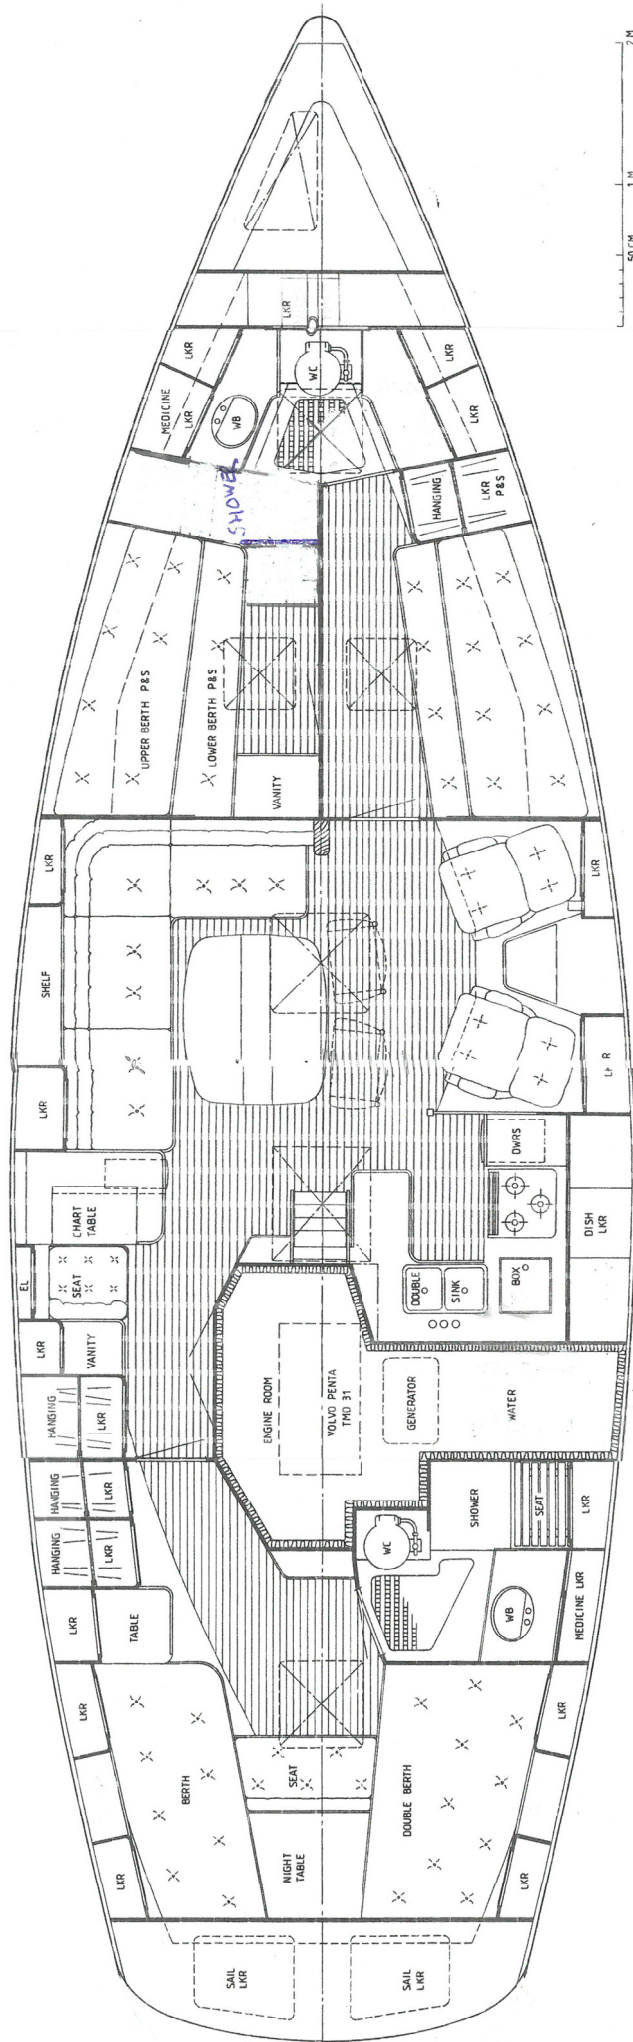 2 M
1 M
50 CM
LKR
LKR
MEDICINE
LKR
WB
WC
LKR
LKR
SHOWER
HANGING
LKR
P&S
UPPER BERTH P&S
LOWER BERTH P&S
VANITY
LKR
SHELF
LKR
LKR
LKR
CHART
TABLE
DWRS
DISH
LKR
EL
SEAT
DOUBLE
SINK
BOX
LKR
VANITY
HANGING
LKR
ENGINE ROOM
VOLVO PENTA
TMD 31
GENERATOR
WATER
HANGING
LKR
HANGING
LKR
WC
SHOWER
SEAT
LKR
LKR
TABLE
WB
MEDICINE LKR
LKR
BERTH
LKR
SEAT
NIGHT
TABLE
DOUBLE BERTH
LKR
LKR
SAIL
LKR
SAIL
LKR